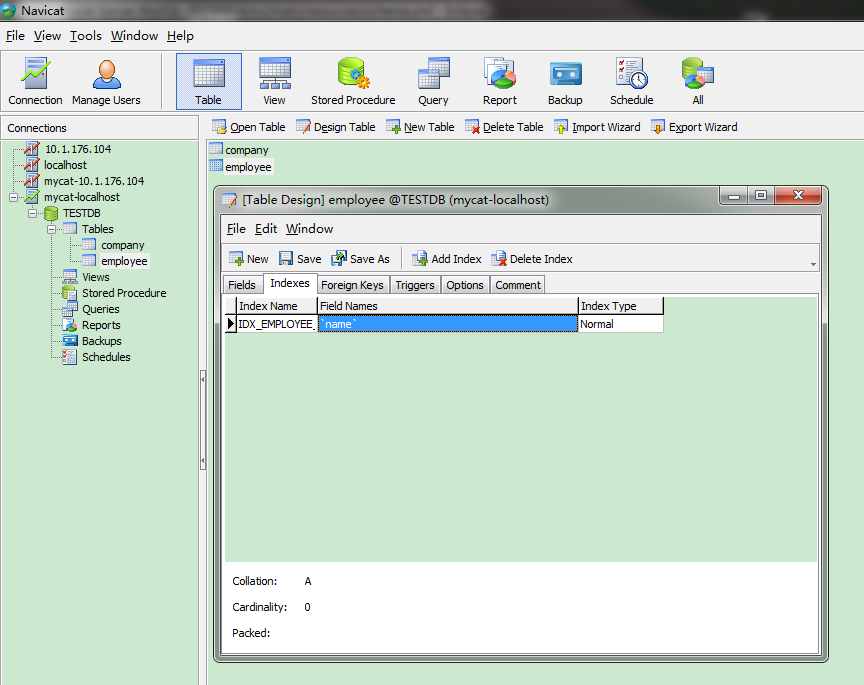 Navicat
File View Tools Window Help
Connection Manage Users Table View Stored Procedure Query Report Backup Schedule All
Connections
Open Table Design Table New Table Delete Table Import Wizard Export Wizard
10.1.176.104
localhost
mycat-10.1.176.104
mycat-localhost
TESTDB
Tables
company
employee
Views
Stored Procedure
Queries
Reports
Backups
Schedules
company
employee
[Table Design] employee @TESTDB (mycat-localhost)
File Edit Window
New Save Save As Add Index Delete Index
Fields Indexes Foreign Keys Triggers Options Comment
Index Name Field Names Index Type
IDX_EMPLOYEE_ `name` Normal
Collation: A
Cardinality: 0
Packed: